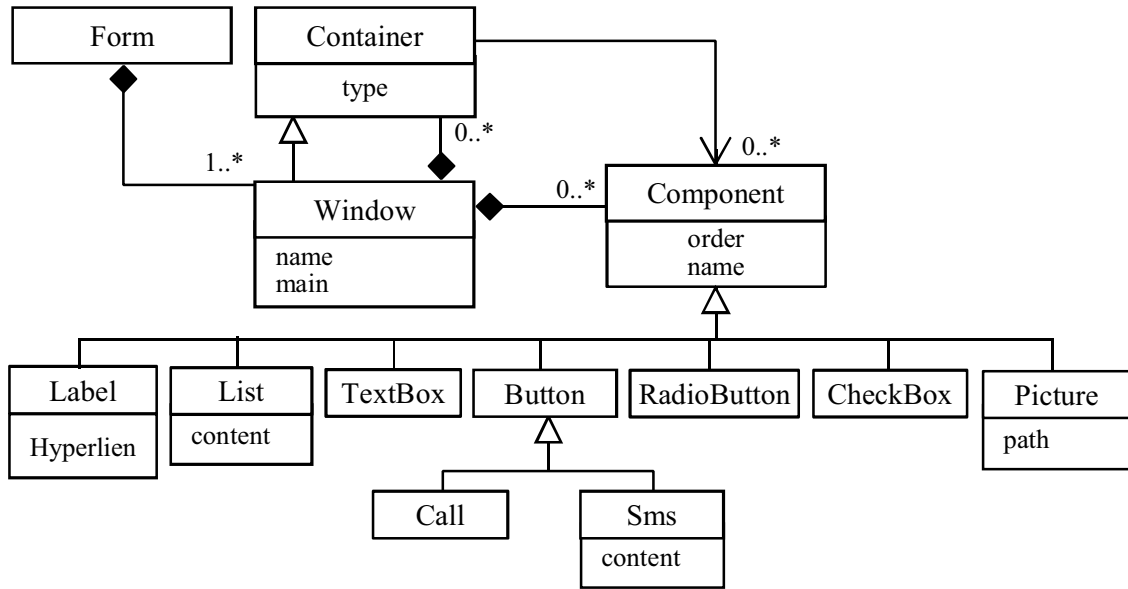 Form
Container
type
0..*
1..*
0..*
Window
name
main
0..*
Component
order
name
Label
Hyperlien
List
content
TextBox
Button
RadioButton
CheckBox
Picture
path
Call
Sms
content